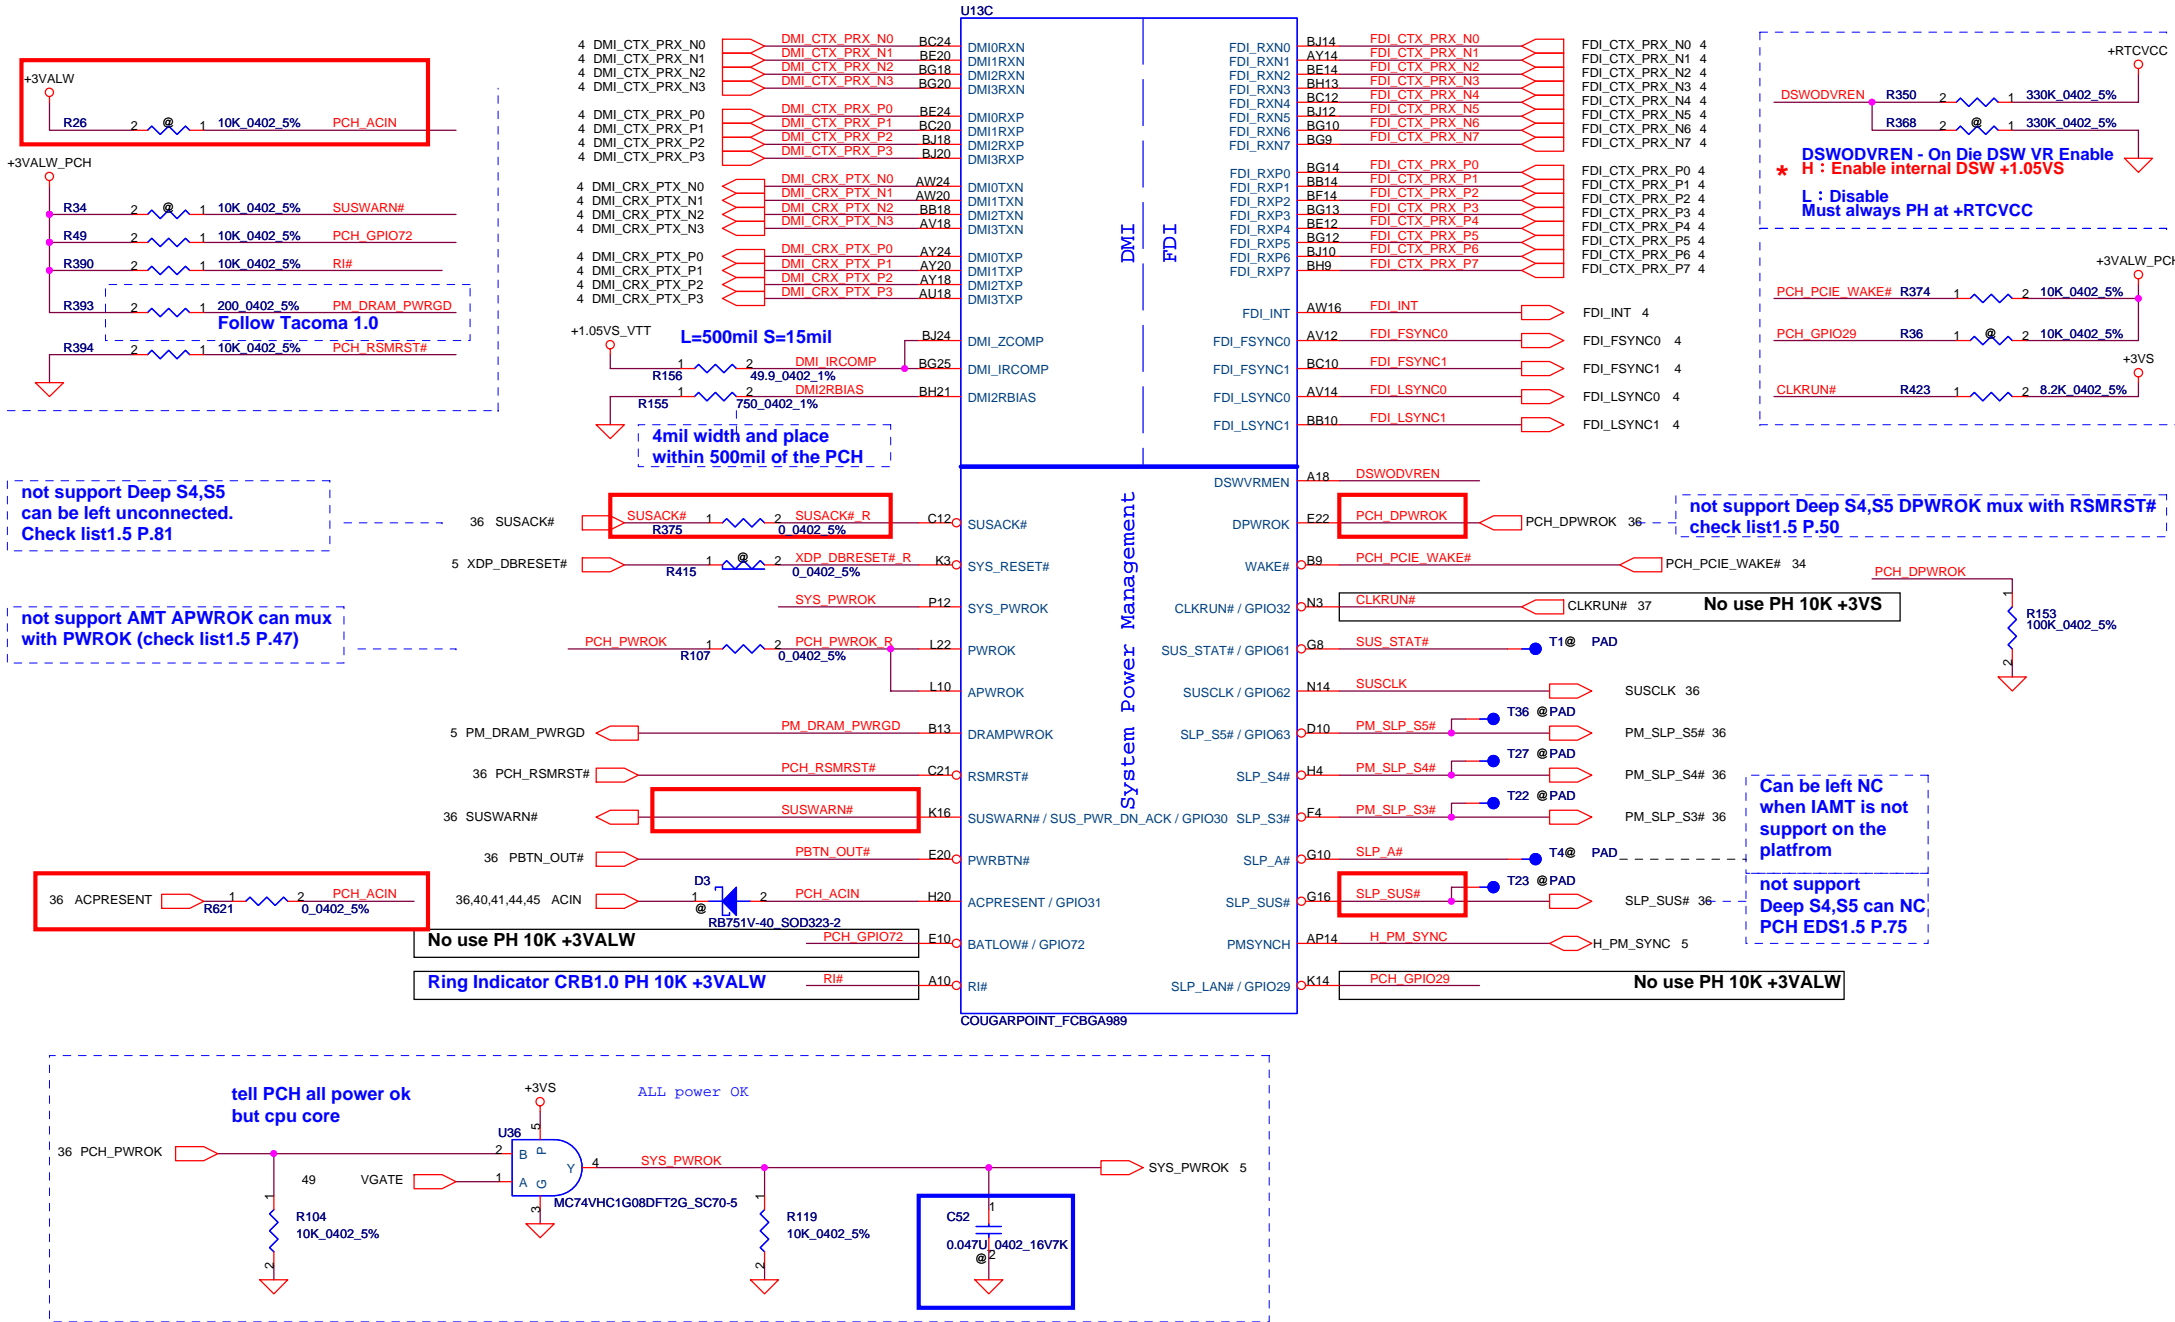 U13C
+3VALW
R26 2 @ 1 10K_0402_5% PCH_ACIN
+3VALW_PCH
R34 2 @ 1 10K_0402_5% SUSWARN#
R49 2 1 10K_0402_5% PCH_GPIO72
R390 2 1 10K_0402_5% RI#
R393 2 1 200_0402_5% PM_DRAM_PWRGD
Follow Tacoma 1.0
R394 2 1 10K_0402_5% PCH_RSMRST#
4 DMI_CTX_PRX_N0 DMI_CTX_PRX_N0 BC24 DMI0RXN
4 DMI_CTX_PRX_N1 DMI_CTX_PRX_N1 BE20 DMI1RXN
4 DMI_CTX_PRX_N2 DMI_CTX_PRX_N2 BG18 DMI2RXN
4 DMI_CTX_PRX_N3 DMI_CTX_PRX_N3 BG20 DMI3RXN
4 DMI_CTX_PRX_P0 DMI_CTX_PRX_P0 BE24 DMI0RXP
4 DMI_CTX_PRX_P1 DMI_CTX_PRX_P1 BC20 DMI1RXP
4 DMI_CTX_PRX_P2 DMI_CTX_PRX_P2 BJ18 DMI2RXP
4 DMI_CTX_PRX_P3 DMI_CTX_PRX_P3 BJ20 DMI3RXP
4 DMI_CRX_PTX_N0 DMI_CRX_PTX_N0 AW24 DMI0TXN
4 DMI_CRX_PTX_N1 DMI_CRX_PTX_N1 AW20 DMI1TXN
4 DMI_CRX_PTX_N2 DMI_CRX_PTX_N2 BB18 DMI2TXN
4 DMI_CRX_PTX_N3 DMI_CRX_PTX_N3 AV18 DMI3TXN
4 DMI_CRX_PTX_P0 DMI_CRX_PTX_P0 AY24 DMI0TXP
4 DMI_CRX_PTX_P1 DMI_CRX_PTX_P1 AY20 DMI1TXP
4 DMI_CRX_PTX_P2 DMI_CRX_PTX_P2 AY18 DMI2TXP
4 DMI_CRX_PTX_P3 DMI_CRX_PTX_P3 AU18 DMI3TXP
+1.05VS_VTT
L=500mil S=15mil
BJ24 DMI_ZCOMP
R156 1 2 49.9_0402_1% DMI_IRCOMP BG25 DMI_IRCOMP
R155 1 2 750_0402_1% DMI2RBIAS BH21 DMI2RBIAS
4mil width and place
within 500mil of the PCH
DMI
FDI
FDI_RXN0 BJ14 FDI_CTX_PRX_N0 FDI_CTX_PRX_N0 4
FDI_RXN1 AY14 FDI_CTX_PRX_N1 FDI_CTX_PRX_N1 4
FDI_RXN2 BE14 FDI_CTX_PRX_N2 FDI_CTX_PRX_N2 4
FDI_RXN3 BH13 FDI_CTX_PRX_N3 FDI_CTX_PRX_N3 4
FDI_RXN4 BC12 FDI_CTX_PRX_N4 FDI_CTX_PRX_N4 4
FDI_RXN5 BJ12 FDI_CTX_PRX_N5 FDI_CTX_PRX_N5 4
FDI_RXN6 BG10 FDI_CTX_PRX_N6 FDI_CTX_PRX_N6 4
FDI_RXN7 BG9 FDI_CTX_PRX_N7 FDI_CTX_PRX_N7 4
FDI_RXP0 BG14 FDI_CTX_PRX_P0 FDI_CTX_PRX_P0 4
FDI_RXP1 BB14 FDI_CTX_PRX_P1 FDI_CTX_PRX_P1 4
FDI_RXP2 BF14 FDI_CTX_PRX_P2 FDI_CTX_PRX_P2 4
FDI_RXP3 BG13 FDI_CTX_PRX_P3 FDI_CTX_PRX_P3 4
FDI_RXP4 BE12 FDI_CTX_PRX_P4 FDI_CTX_PRX_P4 4
FDI_RXP5 BG12 FDI_CTX_PRX_P5 FDI_CTX_PRX_P5 4
FDI_RXP6 BJ10 FDI_CTX_PRX_P6 FDI_CTX_PRX_P6 4
FDI_RXP7 BH9 FDI_CTX_PRX_P7 FDI_CTX_PRX_P7 4
FDI_INT AW16 FDI_INT FDI_INT 4
FDI_FSYNC0 AV12 FDI_FSYNC0 FDI_FSYNC0 4
FDI_FSYNC1 BC10 FDI_FSYNC1 FDI_FSYNC1 4
FDI_LSYNC0 AV14 FDI_LSYNC0 FDI_LSYNC0 4
FDI_LSYNC1 BB10 FDI_LSYNC1 FDI_LSYNC1 4
+RTCVCC
DSWODVREN R350 2 1 330K_0402_5%
R368 2 @ 1 330K_0402_5%
DSWODVREN - On Die DSW VR Enable
* H：Enable internal DSW +1.05VS
L：Disable
Must always PH at +RTCVCC
+3VALW_PCH
PCH_PCIE_WAKE# R374 1 2 10K_0402_5%
PCH_GPIO29 R36 1 @ 2 10K_0402_5%
+3VS
CLKRUN# R423 1 2 8.2K_0402_5%
not support Deep S4,S5
can be left unconnected.
Check list1.5 P.81
36 SUSACK# SUSACK# R375 1 2 0_0402_5% SUSACK#_R C12 SUSACK#
5 XDP_DBRESET# R415 1 @ 2 0_0402_5% XDP_DBRESET#_R K3 SYS_RESET#
SYS_PWROK P12 SYS_PWROK
not support AMT APWROK can mux
with PWROK (check list1.5 P.47)
PCH_PWROK R107 1 2 0_0402_5% PCH_PWROK_R L22 PWROK
L10 APWROK
5 PM_DRAM_PWRGD PM_DRAM_PWRGD B13 DRAMPWROK
36 PCH_RSMRST# PCH_RSMRST# C21 RSMRST#
36 SUSWARN# SUSWARN# K16 SUSWARN# / SUS_PWR_DN_ACK / GPIO30
36 PBTN_OUT# PBTN_OUT# E20 PWRBTN#
36 ACPRESENT R621 1 2 0_0402_5% PCH_ACIN
36,40,41,44,45 ACIN D3 1 @ 2 RB751V-40_SOD323-2 PCH_ACIN H20 ACPRESENT / GPIO31
No use PH 10K +3VALW PCH_GPIO72 E10 BATLOW# / GPIO72
Ring Indicator CRB1.0 PH 10K +3VALW RI# A10 RI#
System Power Management
DSWVRMEN A18 DSWODVREN
DPWROK E22 PCH_DPWROK PCH_DPWROK 36
not support Deep S4,S5 DPWROK mux with RSMRST#
check list1.5 P.50
WAKE# B9 PCH_PCIE_WAKE# PCH_PCIE_WAKE# 34
PCH_DPWROK
R153 1 2
100K_0402_5%
CLKRUN# / GPIO32 N3 CLKRUN# CLKRUN# 37 No use PH 10K +3VS
SUS_STAT# / GPIO61 G8 SUS_STAT# T1@ PAD
SUSCLK / GPIO62 N14 SUSCLK SUSCLK 36
T36 @PAD
SLP_S5# / GPIO63 D10 PM_SLP_S5# PM_SLP_S5# 36
T27 @PAD
SLP_S4# H4 PM_SLP_S4# PM_SLP_S4# 36
T22 @PAD
SLP_S3# F4 PM_SLP_S3# PM_SLP_S3# 36
Can be left NC
when IAMT is not
support on the
platfrom
SLP_A# G10 SLP_A# T4@ PAD
T23 @PAD
SLP_SUS# G16 SLP_SUS# SLP_SUS# 36
not support
Deep S4,S5 can NC
PCH EDS1.5 P.75
PMSYNCH AP14 H_PM_SYNC H_PM_SYNC 5
SLP_LAN# / GPIO29 K14 PCH_GPIO29 No use PH 10K +3VALW
COUGARPOINT_FCBGA989
tell PCH all power ok
but cpu core
+3VS
ALL power OK
U36
36 PCH_PWROK 2 B P 5
49 VGATE 1 A G 3
Y 4 SYS_PWROK SYS_PWROK 5
MC74VHC1G08DFT2G_SC70-5
R104 1 2
10K_0402_5%
R119 1 2
10K_0402_5%
C52 1
0.047U_0402_16V7K
@ 2